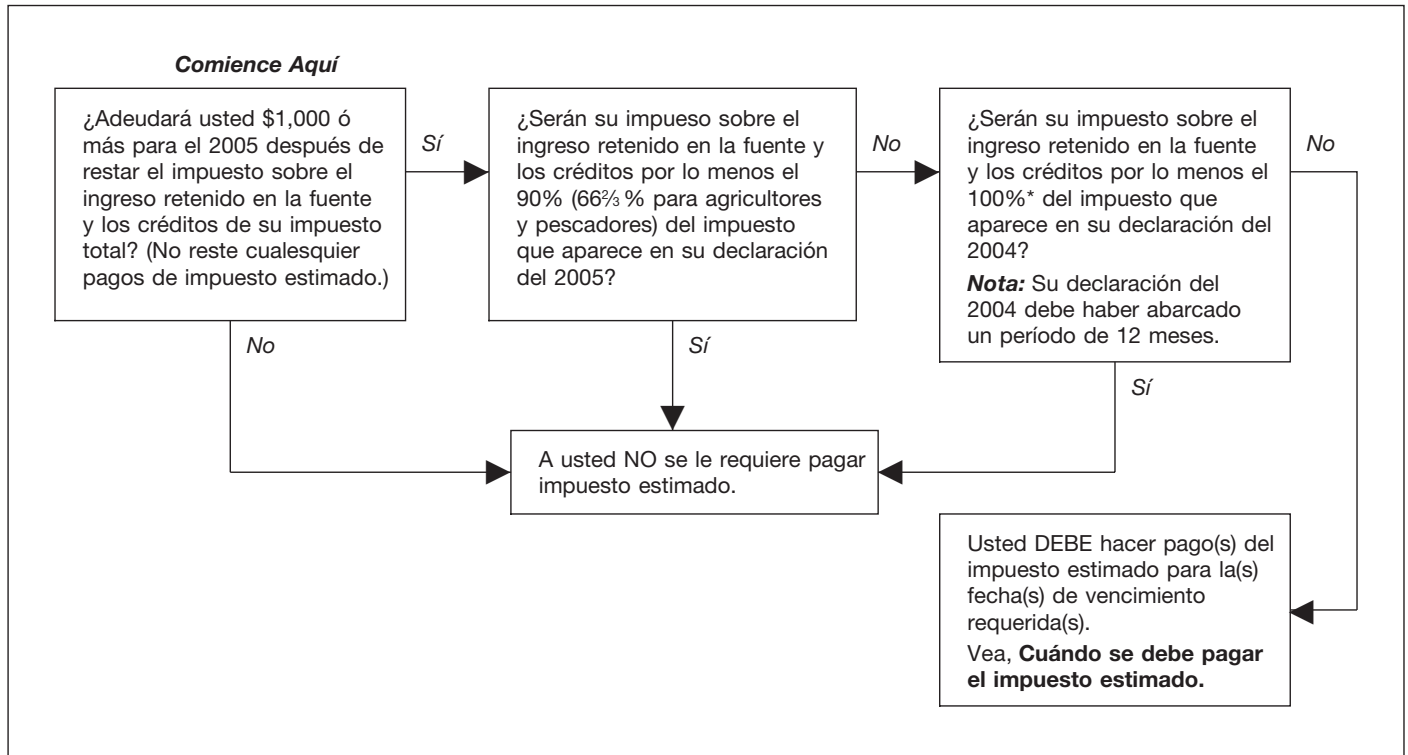 Comience Aquí
¿Adeudará usted $1,000 ó
más para el 2005 después de
restar el impuesto sobre el
ingreso retenido en la fuente
y los créditos de su impuesto
total? (No reste cualesquier
pagos de impuesto estimado.)
Sí
No
¿Serán su impueso sobre el
ingreso retenido en la fuente y
los créditos por lo menos el
90% (66⅔ % para agricultores
y pescadores) del impuesto
que aparece en su declaración
del 2005?
No
Sí
¿Serán su impuesto sobre el
ingreso retenido en la fuente
y los créditos por lo menos el
100%* del impuesto que
aparece en su declaración del
2004?
Nota: Su declaración del
2004 debe haber abarcado
un período de 12 meses.
No
Sí
A usted NO se le requiere pagar
impuesto estimado.
Usted DEBE hacer pago(s) del
impuesto estimado para la(s)
fecha(s) de vencimiento
requerida(s).
Vea, Cuándo se debe pagar
el impuesto estimado.